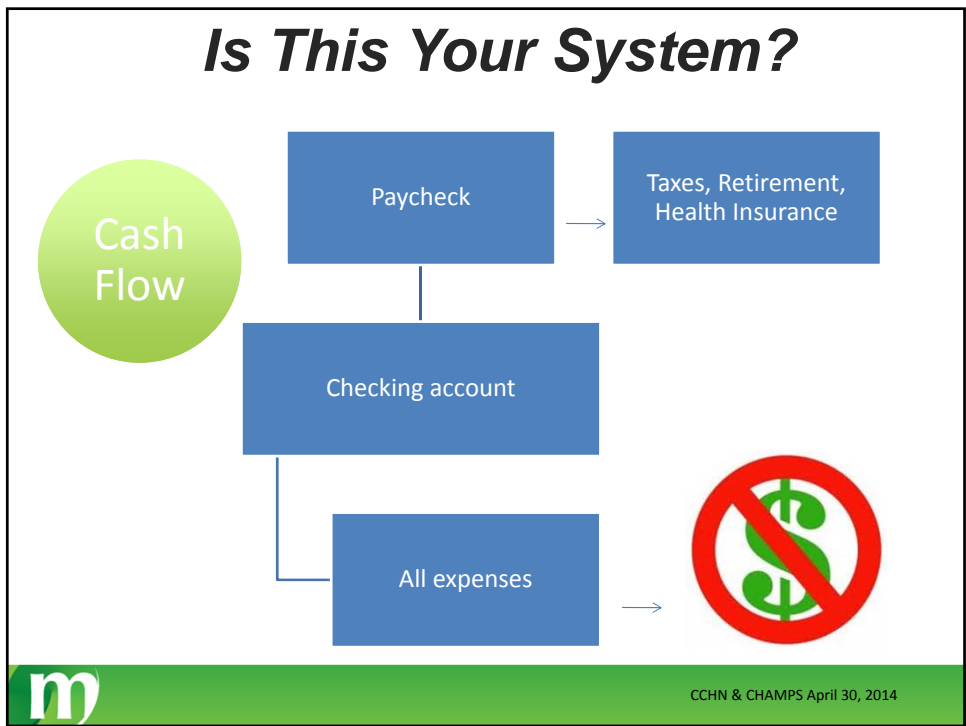 Is This Your System?
Cash
Flow
Paycheck
Taxes, Retirement,
Health Insurance
Checking account
All expenses
$
m
CCHN & CHAMPS April 30, 2014